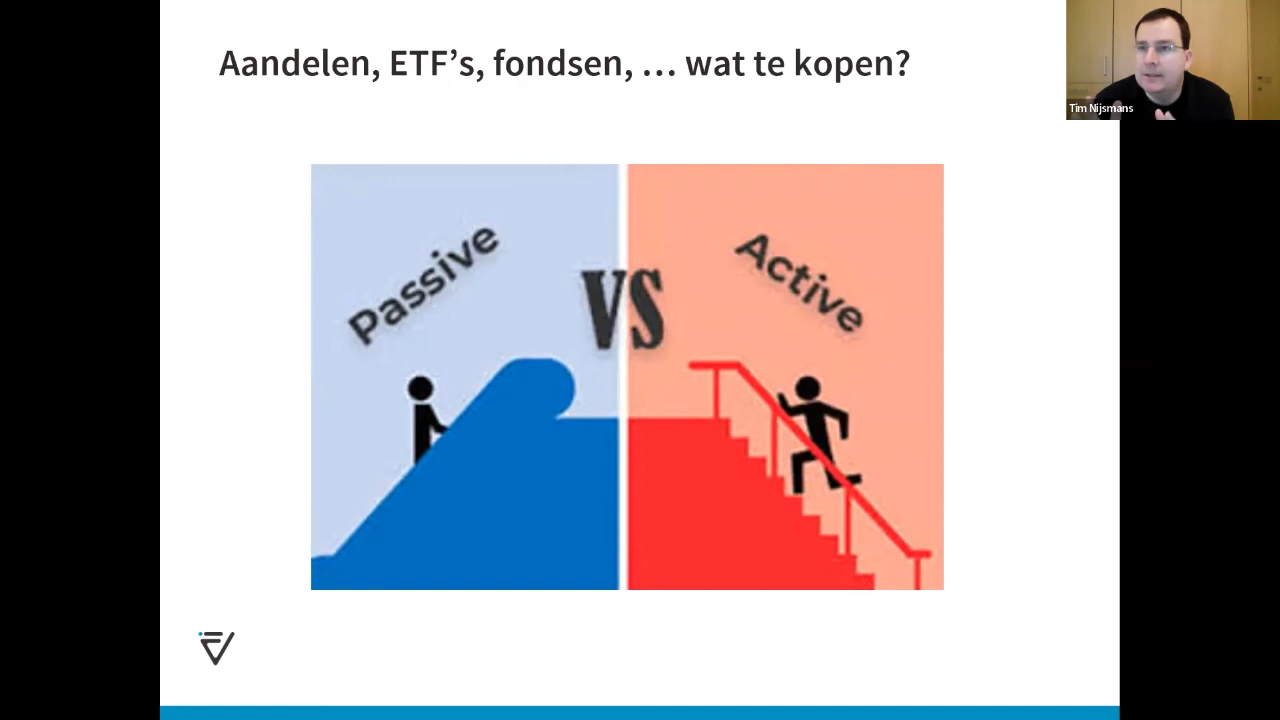 Aandelen, ETF’s, fondsen, … wat te kopen?
Tim Nijsmans
Passive
VS
Active